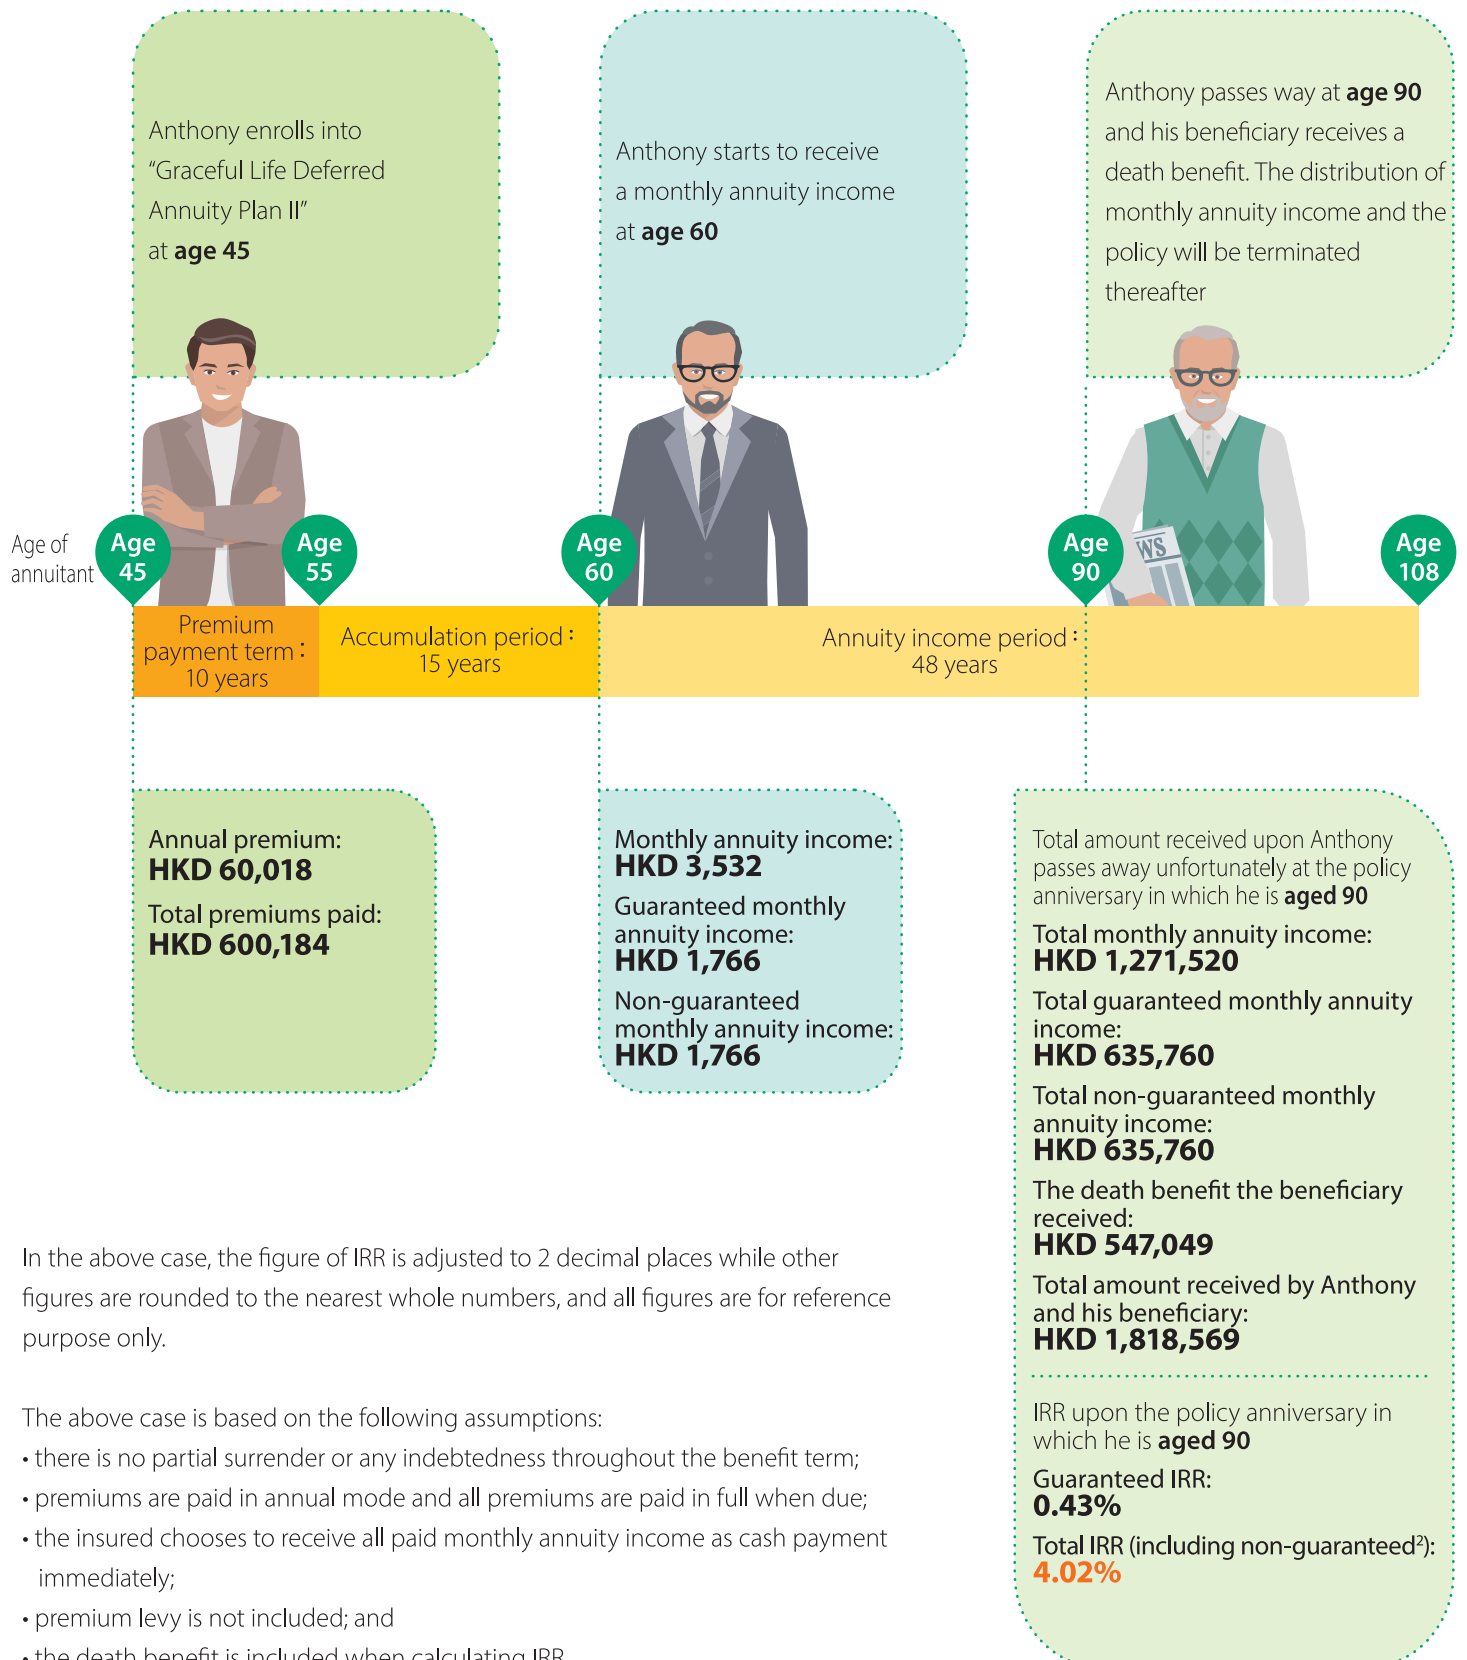 Anthony enrolls into
“Graceful Life Deferred
Annuity Plan II”
at age 45
Anthony starts to receive
a monthly annuity income
at age 60
Anthony passes way at age 90
and his beneficiary receives a
death benefit. The distribution of
monthly annuity income and the
policy will be terminated
thereafter
WS
Age of
annuitant
Age
45
Age
55
Age
60
Age
90
Age
108
Premium
payment term :
10 years
Accumulation period :
15 years
Annuity income period :
48 years
Annual premium:
HKD 60,018
Total premiums paid:
HKD 600,184
Monthly annuity income:
HKD 3,532
Guaranteed monthly
annuity income:
HKD 1,766
Non-guaranteed
monthly annuity income:
HKD 1,766
Total amount received upon Anthony
passes away unfortunately at the policy
anniversary in which he is aged 90
Total monthly annuity income:
HKD 1,271,520
Total guaranteed monthly annuity
income:
HKD 635,760
Total non-guaranteed monthly
annuity income:
HKD 635,760
The death benefit the beneficiary
received:
HKD 547,049
Total amount received by Anthony
and his beneficiary:
HKD 1,818,569
IRR upon the policy anniversary in
which he is aged 90
Guaranteed IRR:
0.43%
Total IRR (including non-guaranteed²):
4.02%
In the above case, the figure of IRR is adjusted to 2 decimal places while other
figures are rounded to the nearest whole numbers, and all figures are for reference
purpose only.
The above case is based on the following assumptions:
• there is no partial surrender or any indebtedness throughout the benefit term;
• premiums are paid in annual mode and all premiums are paid in full when due;
• the insured chooses to receive all paid monthly annuity income as cash payment
immediately;
• premium levy is not included; and
• the death benefit is included when calculating IRR